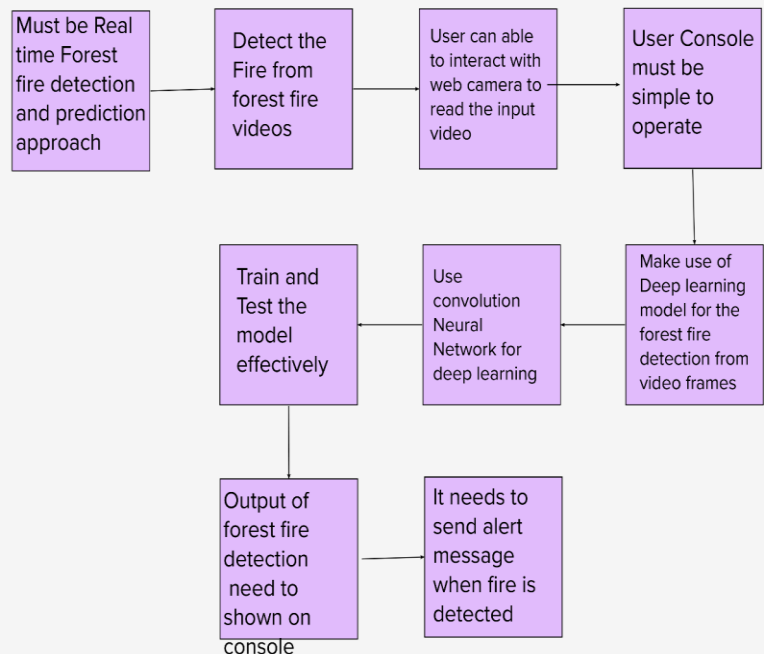 Must be Real
time Forest
fire detection
and prediction
approach
Detect the
Fire from
forest fire
videos
User can able
to interact with
web camera to
read the input
video
User Console
must be
simple to
operate
Make use of
Deep learning
model for the
forest fire
detection from
video frames
Use
convolution
Neural
Network for
deep learning
Train and
Test the
model
effectively
Output of
forest fire
detection
need to
shown on
console
It needs to
send alert
message
when fire is
detected